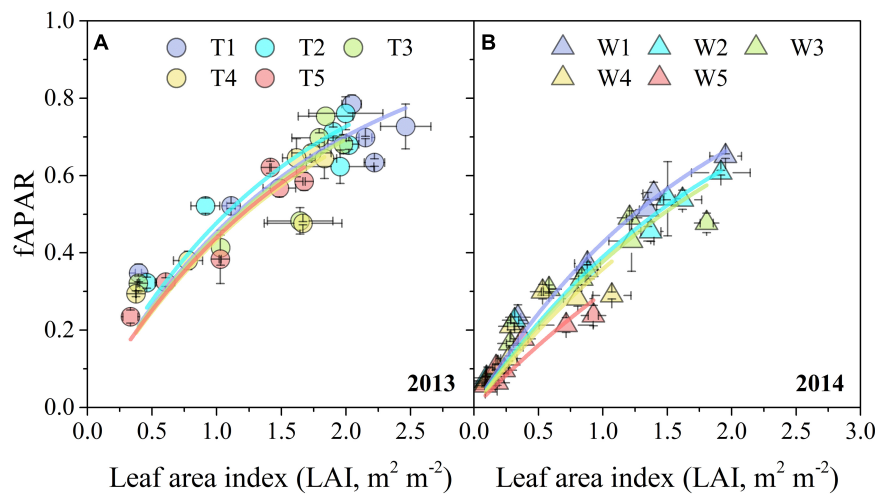 A T1 T2 T3
T4 T5
B W1 W2 W3
W4 W5
fAPAR
1.0
0.8
0.6
0.4
0.2
0.0
2013
2014
0.0 0.5 1.0 1.5 2.0 2.5 0.0 0.5 1.0 1.5 2.0 2.5 3.0
Leaf area index (LAI, m² m⁻²)
Leaf area index (LAI, m² m⁻²)